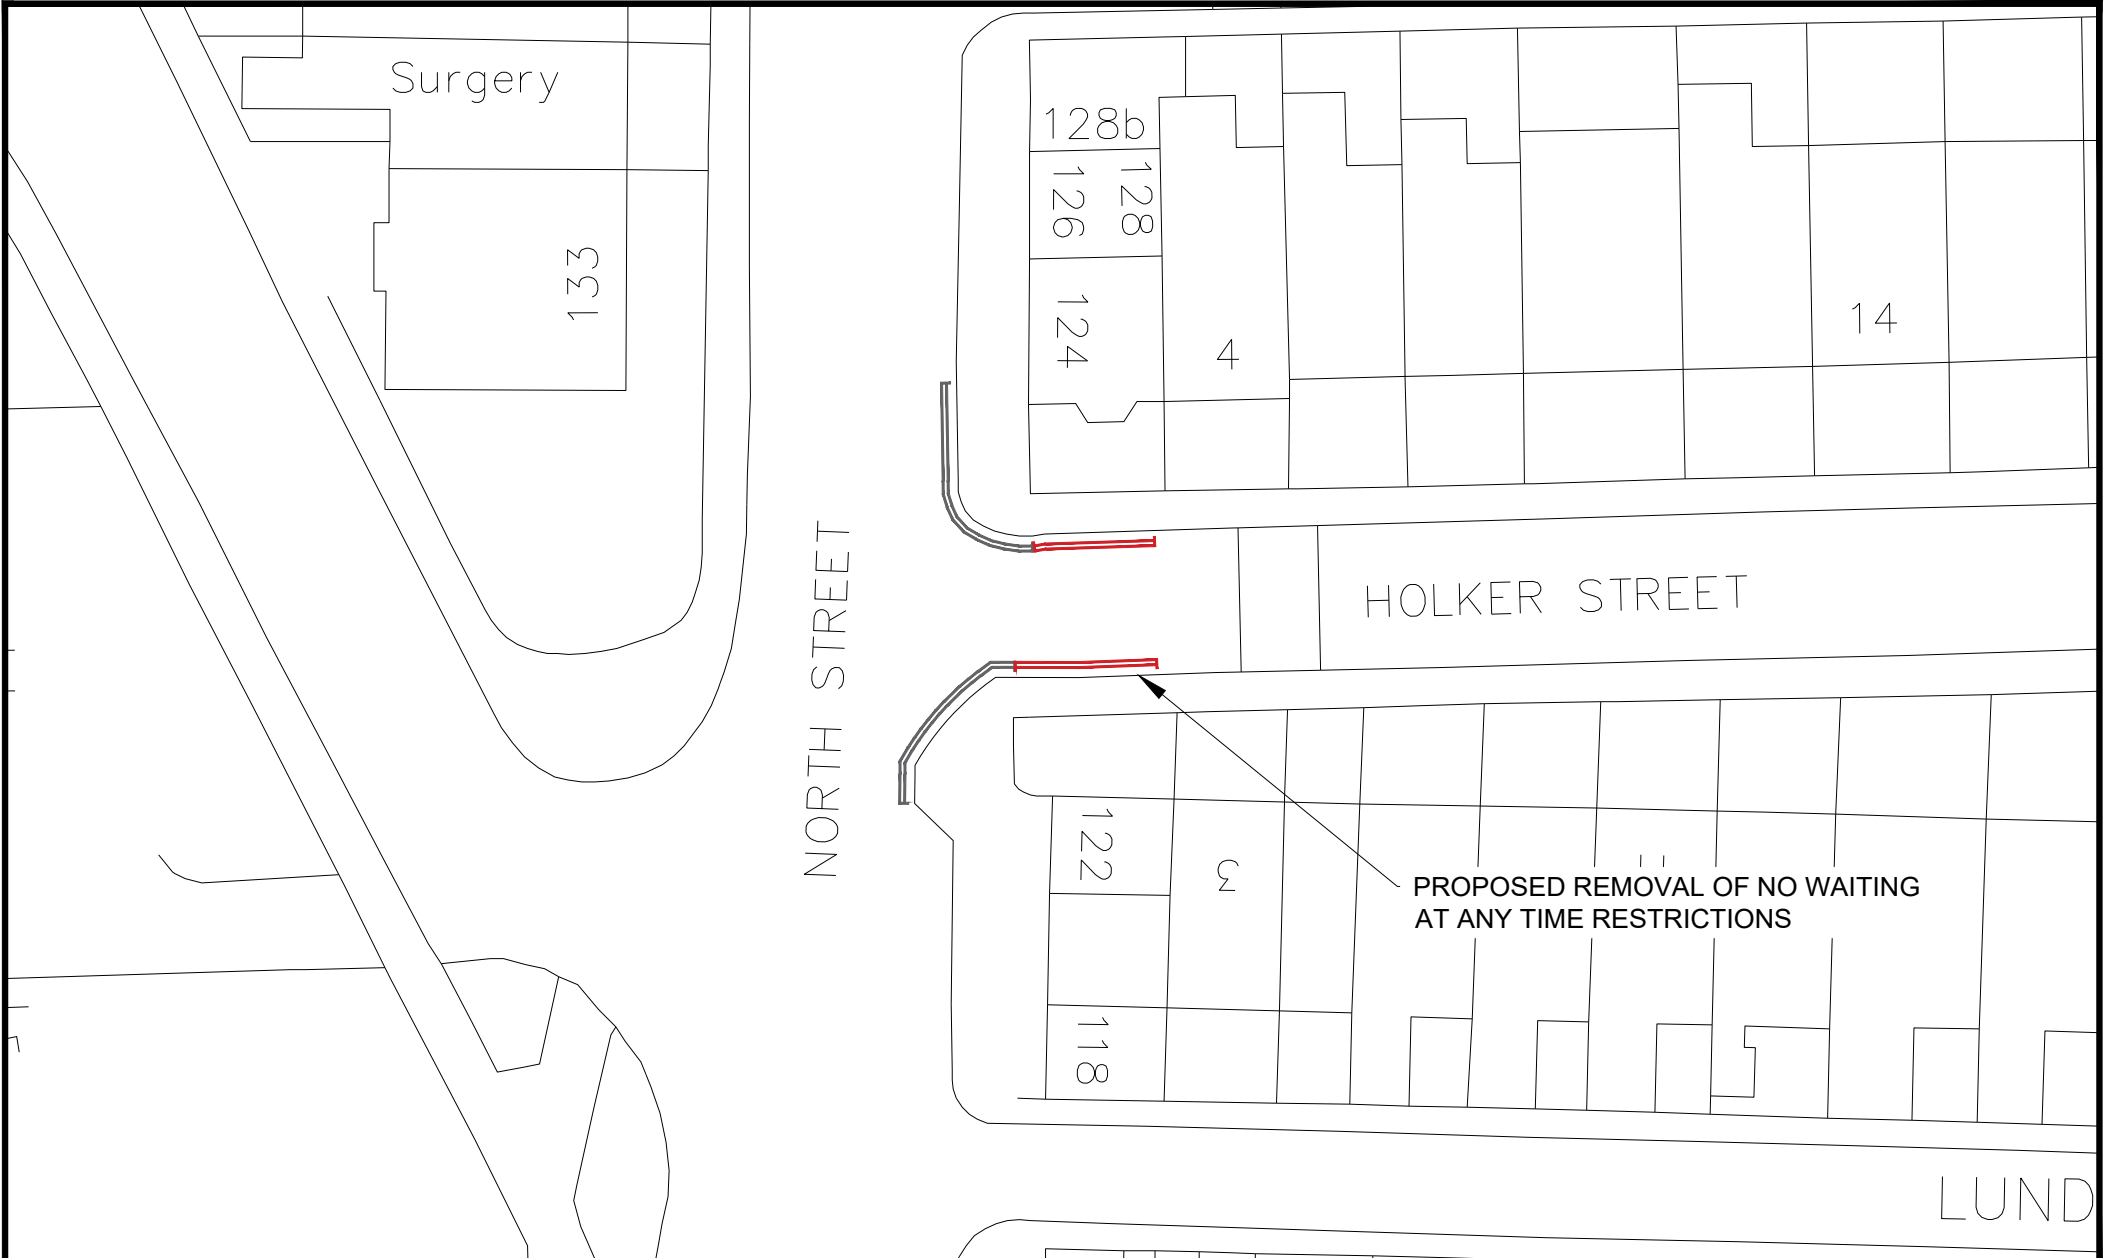 Surgery
128b
126
128
133
124
4
14
NORTH STREET
HOLKER STREET
122
3
PROPOSED REMOVAL OF NO WAITING
AT ANY TIME RESTRICTIONS
118
LUND